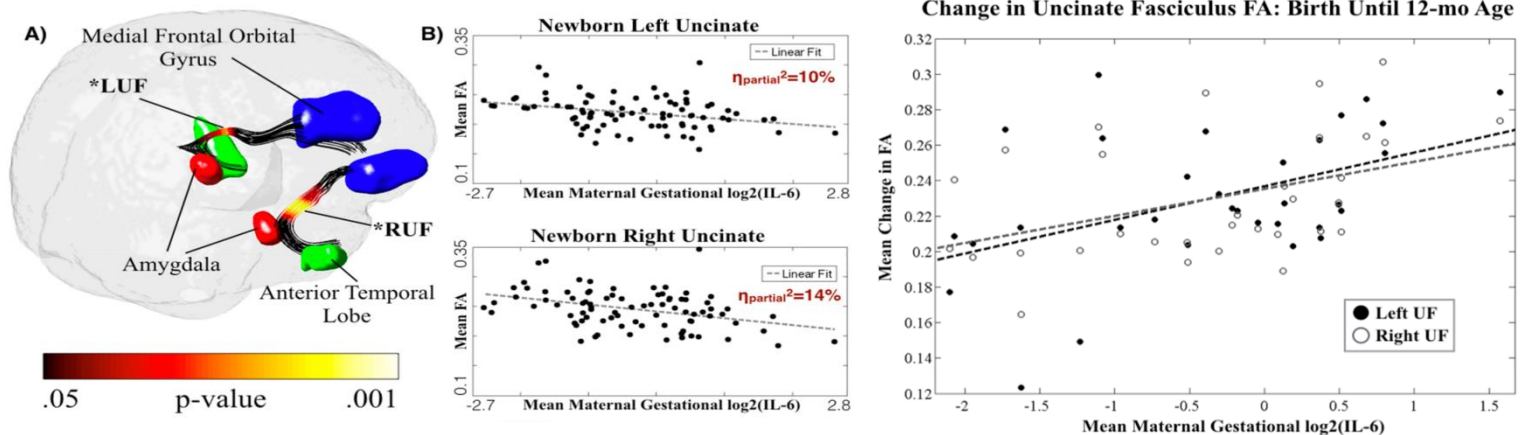 A)
Medial Frontal Orbital
Gyrus
*LUF
*RUF
Amygdala
Anterior Temporal
Lobe
.05 p-value .001
B)
Newborn Left Uncinate
0.35
Linear Fit
ηpartial²=10%
Mean FA
0.1
-2.7 Mean Maternal Gestational log2(IL-6) 2.8
Newborn Right Uncinate
0.35
Linear Fit
ηpartial²=14%
Mean FA
0.1
-2.7 Mean Maternal Gestational log2(IL-6) 2.8
Change in Uncinate Fasciculus FA: Birth Until 12-mo Age
0.32
0.3
0.28
0.26
0.24
0.22
0.2
0.18
0.16
0.14
0.12
Mean Change in FA
Left UF
Right UF
-2 -1.5 -1 -0.5 0 0.5 1 1.5
Mean Maternal Gestational log2(IL-6)